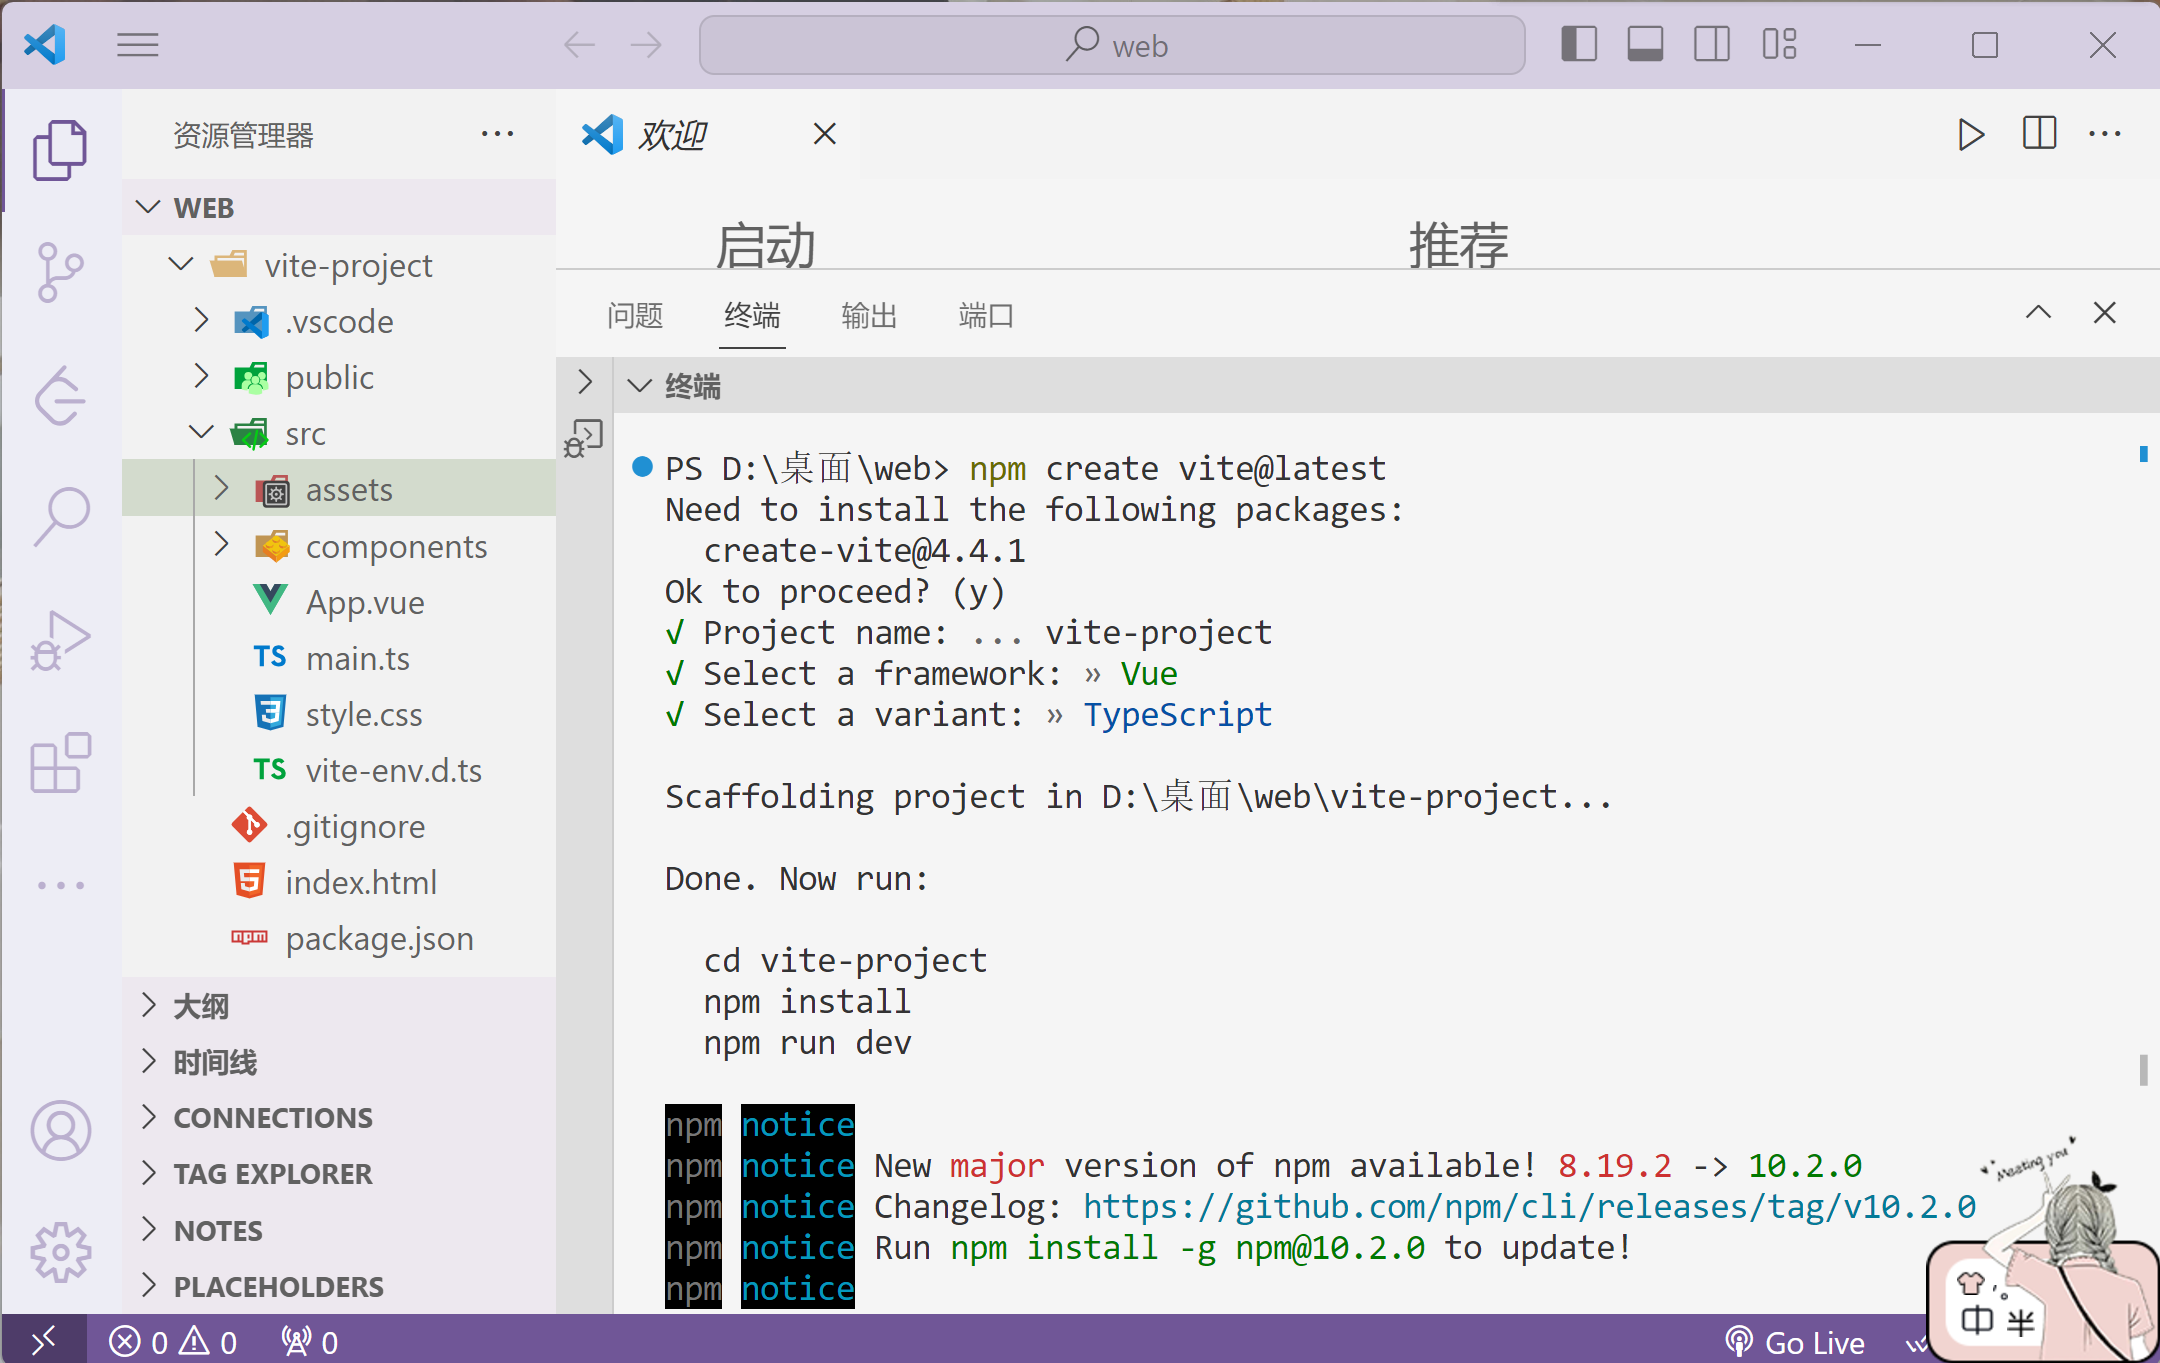 web
资源管理器
欢迎
WEB
vite-project
.vscode
public
src
assets
components
App.vue
TS main.ts
style.css
TS vite-env.d.ts
.gitignore
index.html
package.json
大纲
时间线
CONNECTIONS
TAG EXPLORER
NOTES
PLACEHOLDERS
启动 推荐
问题 终端 输出 端口
终端
PS D:\桌面\web> npm create vite@latest
Need to install the following packages:
create-vite@4.4.1
Ok to proceed? (y)
√ Project name: ... vite-project
√ Select a framework: » Vue
√ Select a variant: » TypeScript
Scaffolding project in D:\桌面\web\vite-project...
Done. Now run:
cd vite-project
npm install
npm run dev
npm notice
npm notice New major version of npm available! 8.19.2 -> 10.2.0
npm notice Changelog: https://github.com/npm/cli/releases/tag/v10.2.0
npm notice Run npm install -g npm@10.2.0 to update!
npm notice
Meeting you
中 半
0 0 0
Go Live